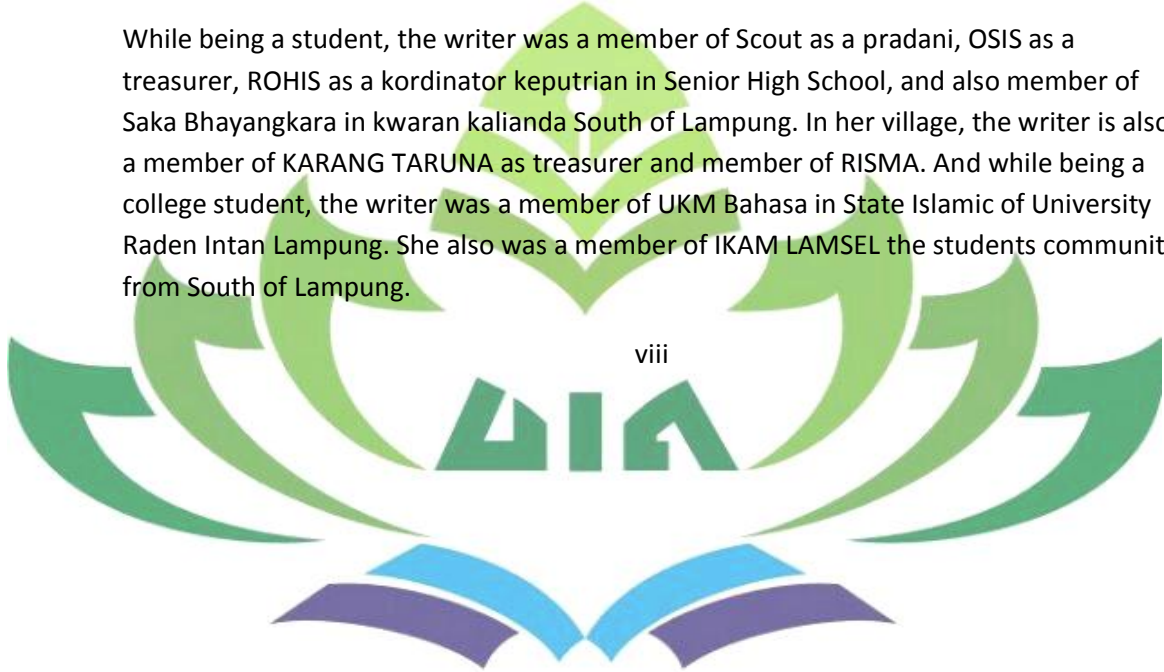 While being a student, the writer was a member of Scout as a pradani, OSIS as a
treasurer, ROHIS as a kordinator keputrian in Senior High School, and also member of
Saka Bhayangkara in kwaran kalianda South of Lampung. In her village, the writer is also
a member of KARANG TARUNA as treasurer and member of RISMA. And while being a
college student, the writer was a member of UKM Bahasa in State Islamic of University
Raden Intan Lampung. She also was a member of IKAM LAMSEL the students communit
from South of Lampung.
viii
UIN